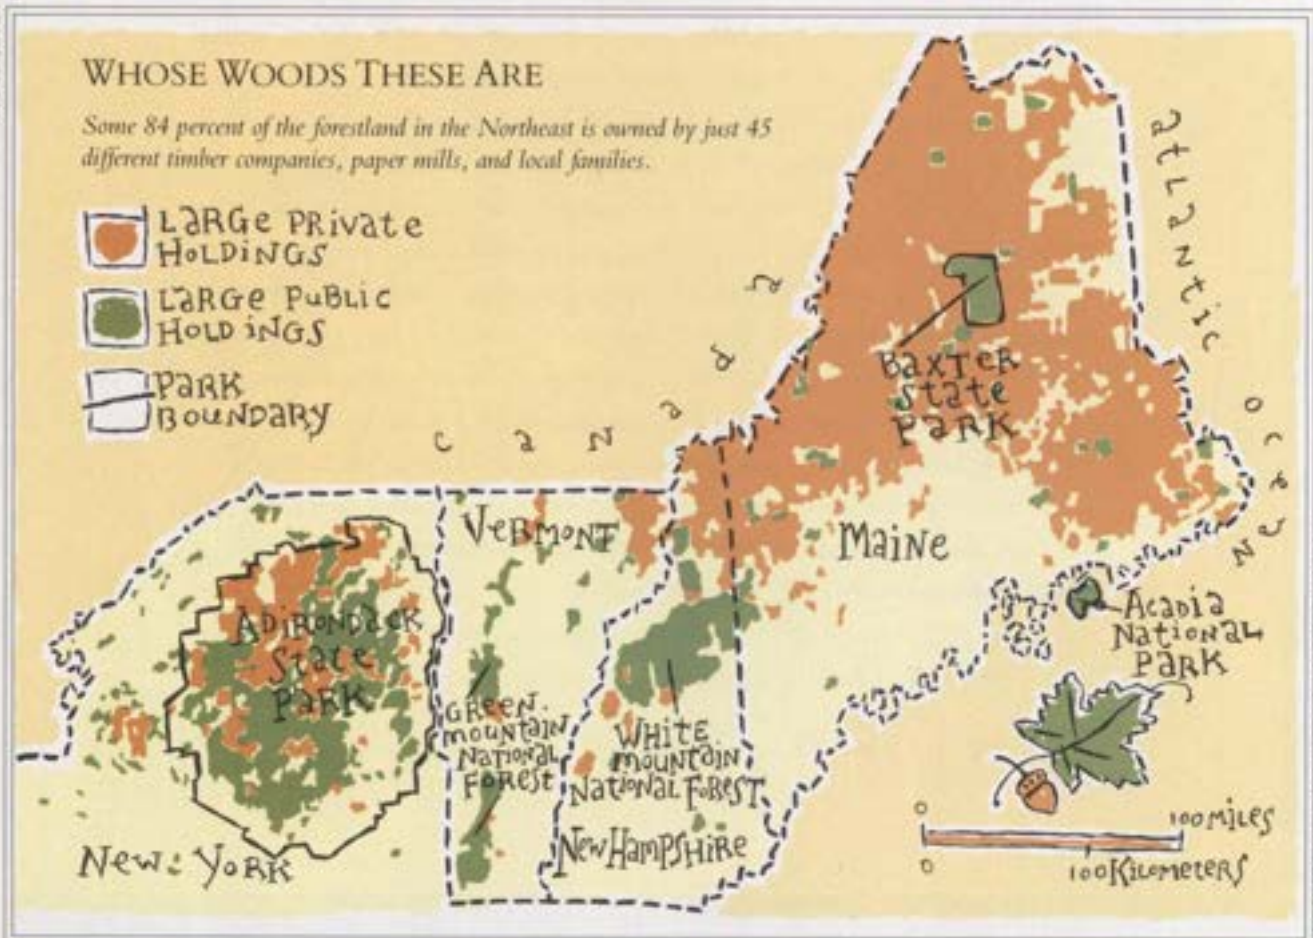 WHOSE WOODS THESE ARE
Some 84 percent of the forestland in the Northeast is owned by just 45
different timber companies, paper mills, and local families.
LARGE PRIVATE
HOLDINGS
LARGE PUBLIC
HOLDINGS
PARK
BOUNDARY
CANADA
ATLANTIC
OCEAN
BAXTER
STATE
PARK
VERMONT
MAINE
ADIRONDACK
STATE
PARK
ACADIA
NATIONAL
PARK
GREEN
MOUNTAIN
NATIONAL
FOREST
WHITE
MOUNTAIN
NATIONAL FOREST
NEW HAMPSHIRE
NEW YORK
0
100 MILES
0
100 KILOMETERS